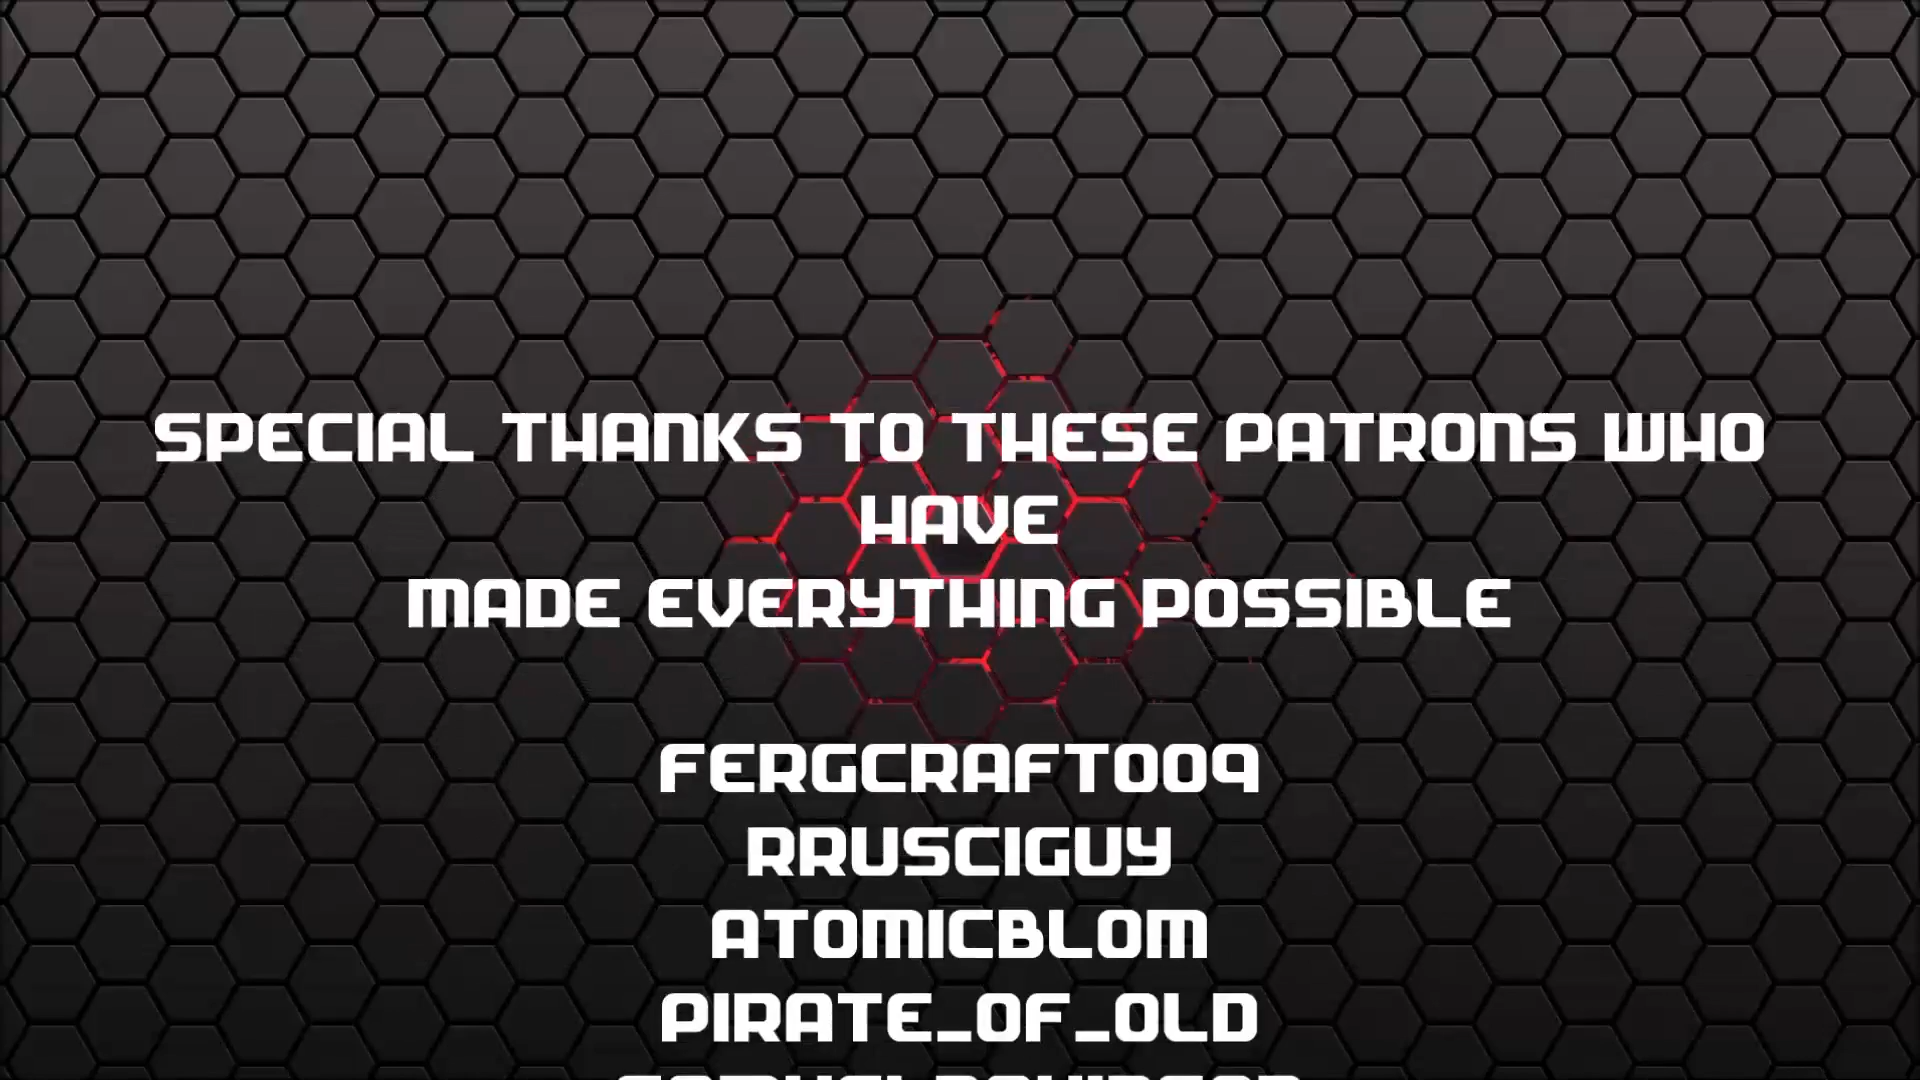 SPECIAL THANKS TO THESE PATRONS WHO
HAVE
MADE EVERYTHING POSSIBLE
FERGCRAFT009
RRUSCIGUY
ATOMICBLOM
PIRATE_OF_OLD